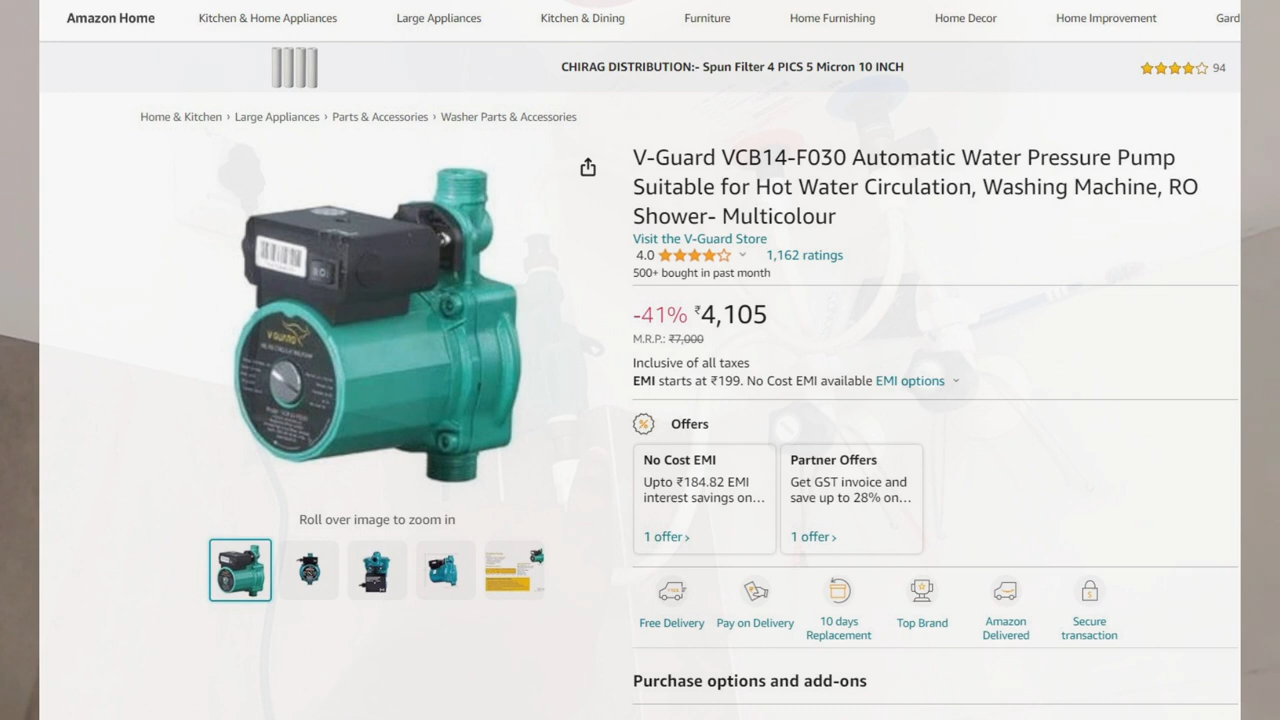 Amazon Home Kitchen & Home Appliances Large Appliances Kitchen & Dining Furniture Home Furnishing Home Decor Home Improvement Gard
CHIRAG DISTRIBUTION:- Spun Filter 4 PICS 5 Micron 10 INCH 94
Home & Kitchen › Large Appliances › Parts & Accessories › Washer Parts & Accessories
V-Guard VCB14-F030 Automatic Water Pressure Pump
Suitable for Hot Water Circulation, Washing Machine, RO
Shower- Multicolour
Visit the V-Guard Store
4.0 1,162 ratings
500+ bought in past month
-41% ₹4,105
M.R.P.: ₹7,000
Inclusive of all taxes
EMI starts at ₹199. No Cost EMI available EMI options
Offers
No Cost EMI
Upto ₹184.82 EMI
interest savings on…
1 offer ›
Partner Offers
Get GST invoice and
save up to 28% on…
1 offer ›
V-GUARD
Roll over image to zoom in
Free Delivery
Pay on Delivery
10 days
Replacement
Top Brand
Amazon
Delivered
Secure
transaction
Purchase options and add-ons